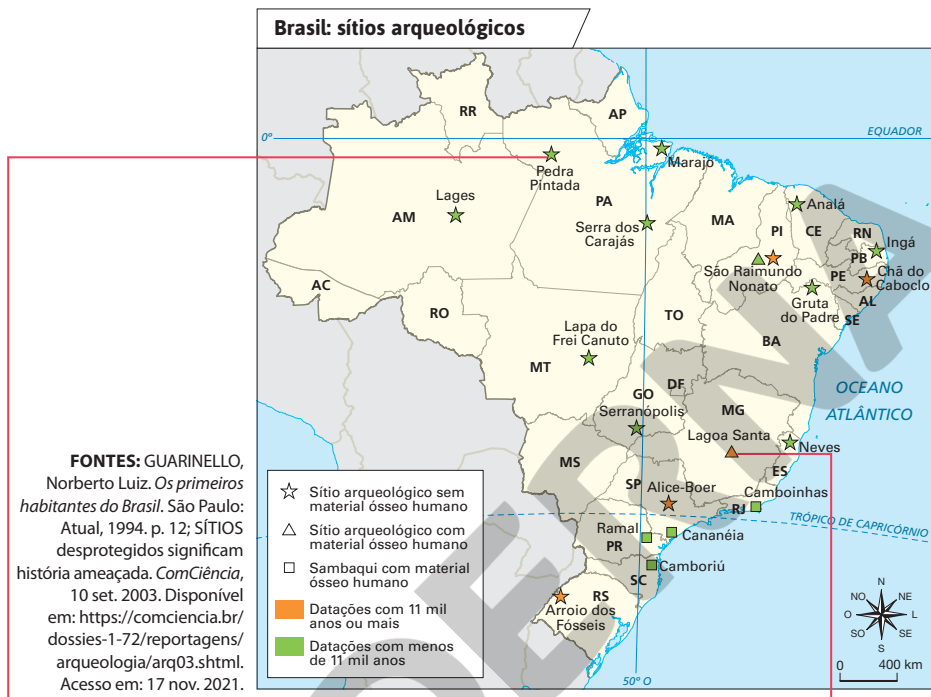 Brasil: sítios arqueológicos
RR
AP
0º
EQUADOR
Pedra
Pintada
Marajó
Lages
AM
PA
Serra dos
Carajás
MA
PI
CE
Analá
RN
Ingá
PB
PE
Chã do
Caboclo
São Raimundo
Nonato
AL
SE
Gruta
do Padre
AC
RO
TO
BA
Lapa do
Frei Canuto
MT
DF
GO
Serranópolis
MG
Lagoa Santa
Neves
ES
OCEANO
ATLÂNTICO
MS
SP
Alice-Boer
Camboinhas
RJ
TRÓPICO DE CAPRICÓRNIO
Ramal
Cananéia
PR
Camboriú
SC
RS
Arroio dos
Fósseis
50º O
N
NO
NE
O
L
SO
SE
S
0
400 km
Sítio arqueológico sem
material ósseo humano
Sítio arqueológico com
material ósseo humano
Sambaqui com material
ósseo humano
Datações com 11 mil
anos ou mais
Datações com menos
de 11 mil anos
FONTES: GUARINELLO,
Norberto Luiz. Os primeiros
habitantes do Brasil. São Paulo:
Atual, 1994. p. 12; SÍTIOS
desprotegidos significam
história ameaçada. ComCiência,
10 set. 2003. Disponível
em: https://comciencia.br/
dossies-1-72/reportagens/
arqueologia/arq03.shtml.
Acesso em: 17 nov. 2021.